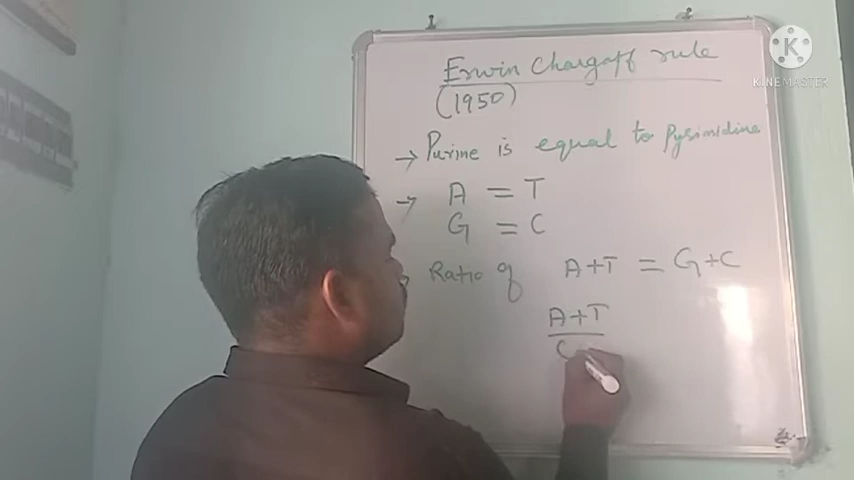 Erwin Chargaff rule
(1950)
→ Purine is equal to Pyrimidine
→ A = T
G = C
Ratio of A+T = G+C
A+T
C
K
KINEMASTER